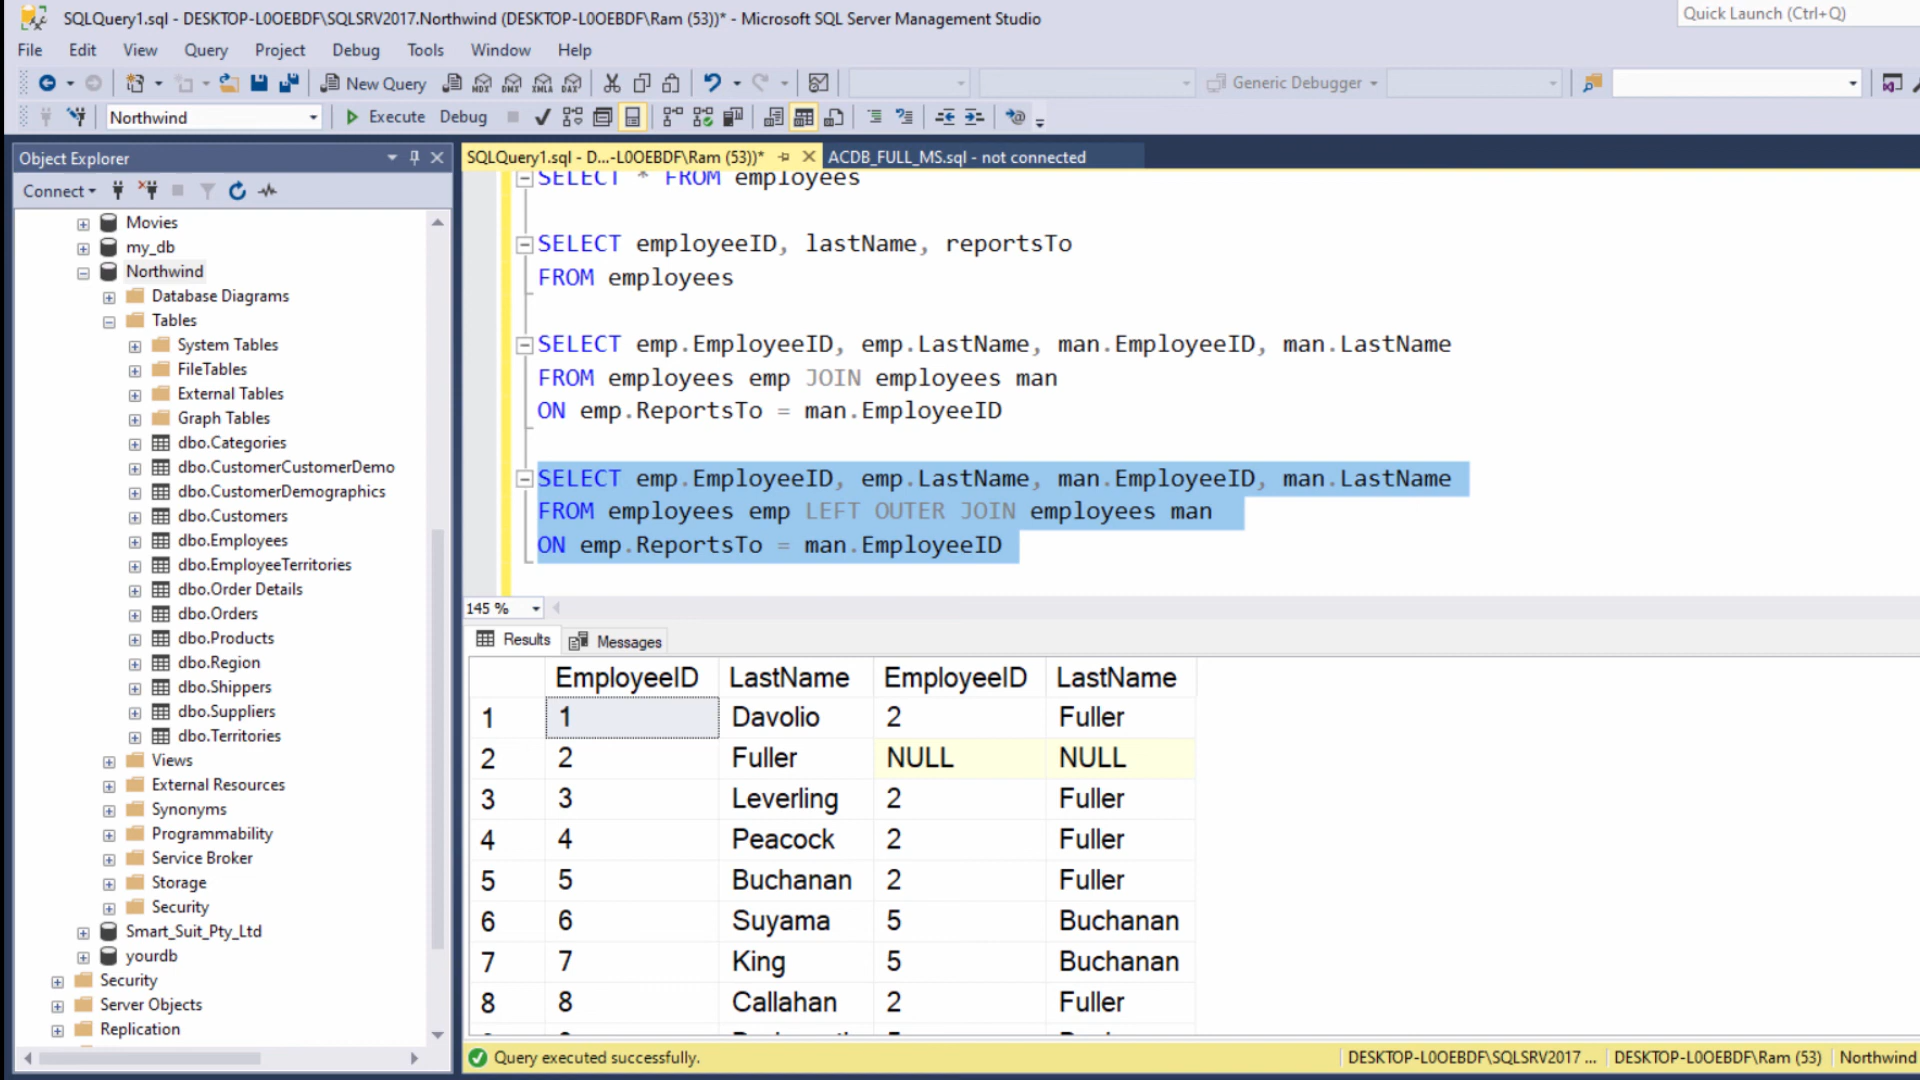 SQLQuery1.sql - DESKTOP-L0OEBDF\SQLSRV2017.Northwind (DESKTOP-L0OEBDF\Ram (53))* - Microsoft SQL Server Management Studio
Quick Launch (Ctrl+Q)
File Edit View Query Project Debug Tools Window Help
New Query MDX DMX XMLA DAX Generic Debugger
Northwind Execute Debug
Object Explorer
SQLQuery1.sql - D...-L0OEBDF\Ram (53))* ACDB_FULL_MS.sql - not connected
Connect
Movies
my_db
Northwind
Database Diagrams
Tables
System Tables
FileTables
External Tables
Graph Tables
dbo.Categories
dbo.CustomerCustomerDemo
dbo.CustomerDemographics
dbo.Customers
dbo.Employees
dbo.EmployeeTerritories
dbo.Order Details
dbo.Orders
dbo.Products
dbo.Region
dbo.Shippers
dbo.Suppliers
dbo.Territories
Views
External Resources
Synonyms
Programmability
Service Broker
Storage
Security
Smart_Suit_Pty_Ltd
yourdb
Security
Server Objects
Replication
SELECT * FROM employees
SELECT employeeID, lastName, reportsTo
FROM employees
SELECT emp.EmployeeID, emp.LastName, man.EmployeeID, man.LastName
FROM employees emp JOIN employees man
ON emp.ReportsTo = man.EmployeeID
SELECT emp.EmployeeID, emp.LastName, man.EmployeeID, man.LastName
FROM employees emp LEFT OUTER JOIN employees man
ON emp.ReportsTo = man.EmployeeID
145 %
Results Messages
EmployeeID LastName EmployeeID LastName
1 1 Davolio 2 Fuller
2 2 Fuller NULL NULL
3 3 Leverling 2 Fuller
4 4 Peacock 2 Fuller
5 5 Buchanan 2 Fuller
6 6 Suyama 5 Buchanan
7 7 King 5 Buchanan
8 8 Callahan 2 Fuller
Query executed successfully. DESKTOP-L0OEBDF\SQLSRV2017 ... DESKTOP-L0OEBDF\Ram (53) Northwind